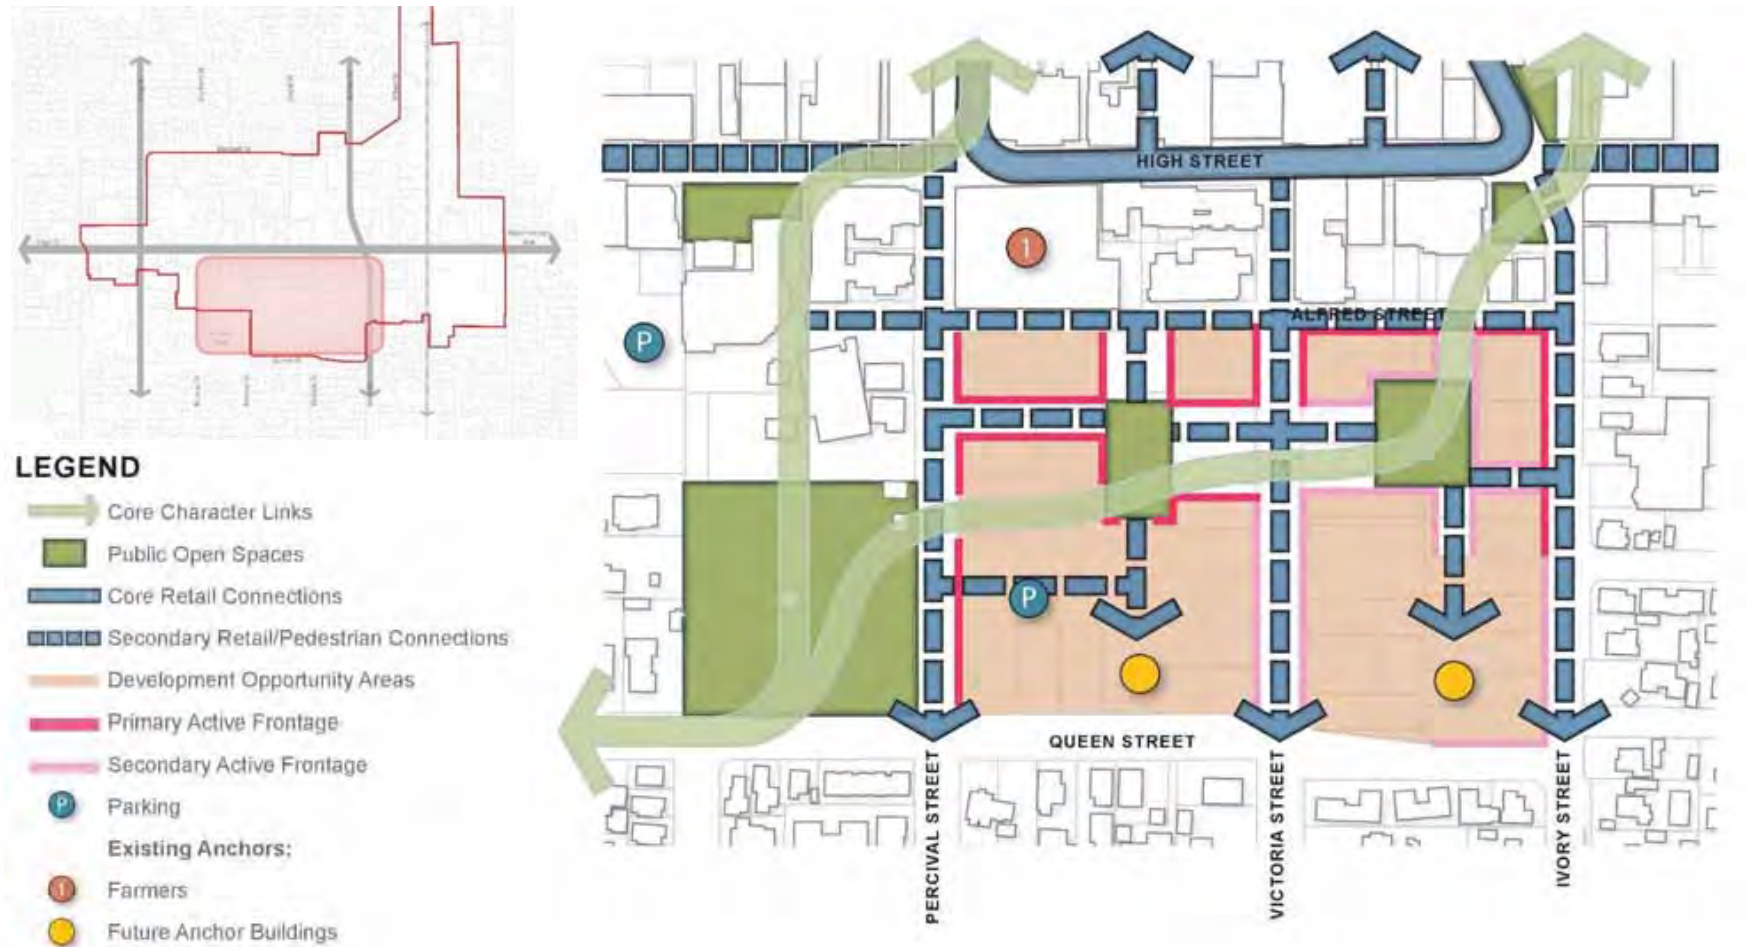 HIGH STREET
1
ALFRED STREET
P
LEGEND
Core Character Links
Public Open Spaces
Core Retail Connections
Secondary Retail/Pedestrian Connections
Development Opportunity Areas
Primary Active Frontage
Secondary Active Frontage
P
Parking
Existing Anchors:
1
Farmers
Future Anchor Buildings
P
QUEEN STREET
PERCIVAL STREET
VICTORIA STREET
IVORY STREET